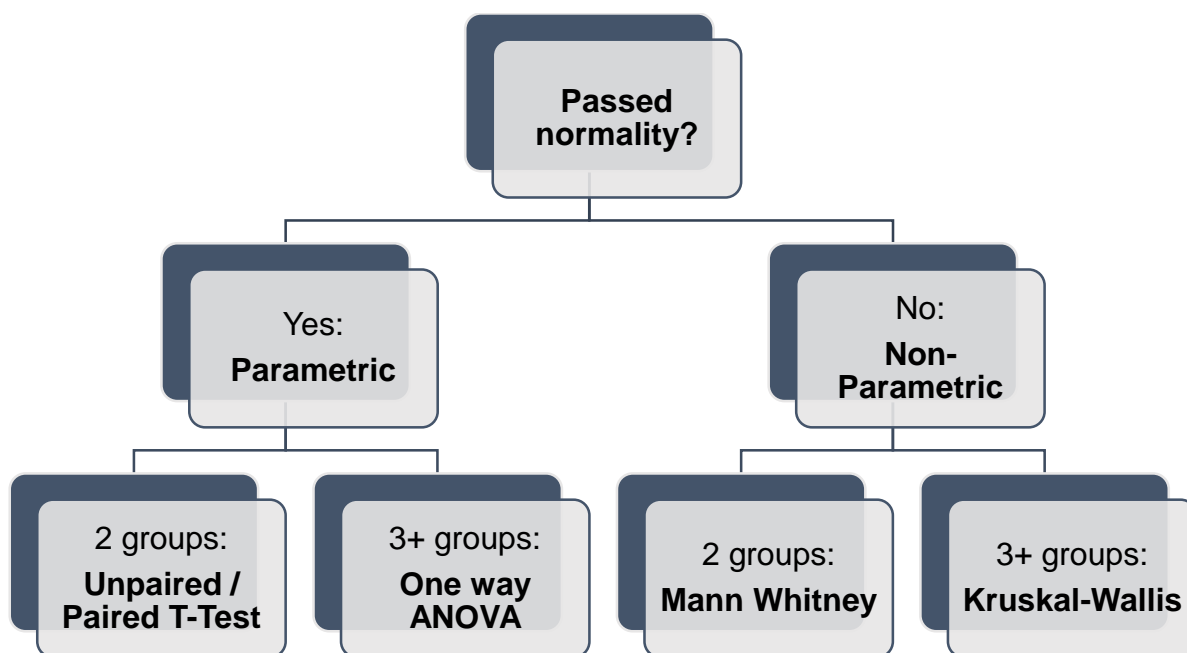 Passed
normality?
Yes:
Parametric
No:
Non-
Parametric
2 groups:
Unpaired /
Paired T-Test
3+ groups:
One way
ANOVA
2 groups:
Mann Whitney
3+ groups:
Kruskal-Wallis